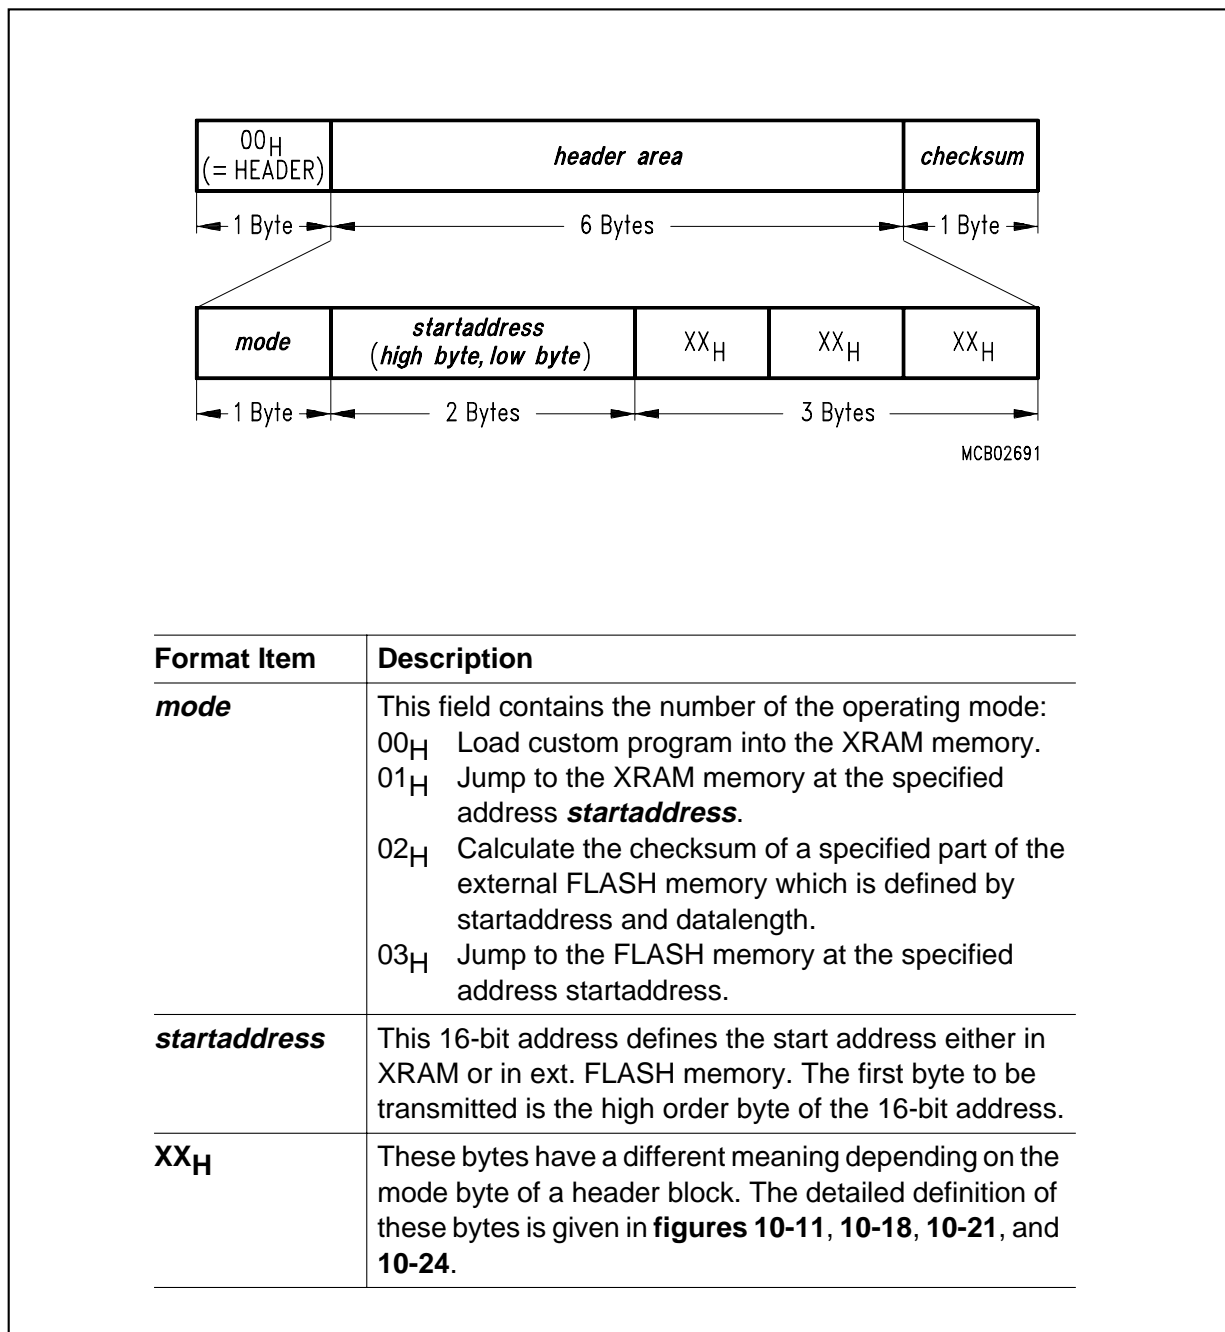 00H
(= HEADER)
header area
checksum
1 Byte
6 Bytes
1 Byte
mode
startaddress
(high byte, low byte)
XXH
XXH
XXH
1 Byte
2 Bytes
3 Bytes
MCB02691
Format Item Description
mode This field contains the number of the operating mode:
00H Load custom program into the XRAM memory.
01H Jump to the XRAM memory at the specified
address startaddress.
02H Calculate the checksum of a specified part of the
external FLASH memory which is defined by
startaddress and datalength.
03H Jump to the FLASH memory at the specified
address startaddress.
startaddress This 16-bit address defines the start address either in
XRAM or in ext. FLASH memory. The first byte to be
transmitted is the high order byte of the 16-bit address.
XXH These bytes have a different meaning depending on the
mode byte of a header block. The detailed definition of
these bytes is given in figures 10-11, 10-18, 10-21, and
10-24.